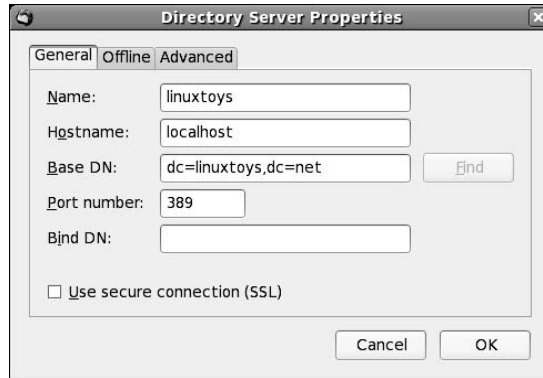 Directory Server Properties
General Offline Advanced
Name: linuxtoys
Hostname: localhost
Base DN: dc=linuxtoys,dc=net Find
Port number: 389
Bind DN:
Use secure connection (SSL)
Cancel OK